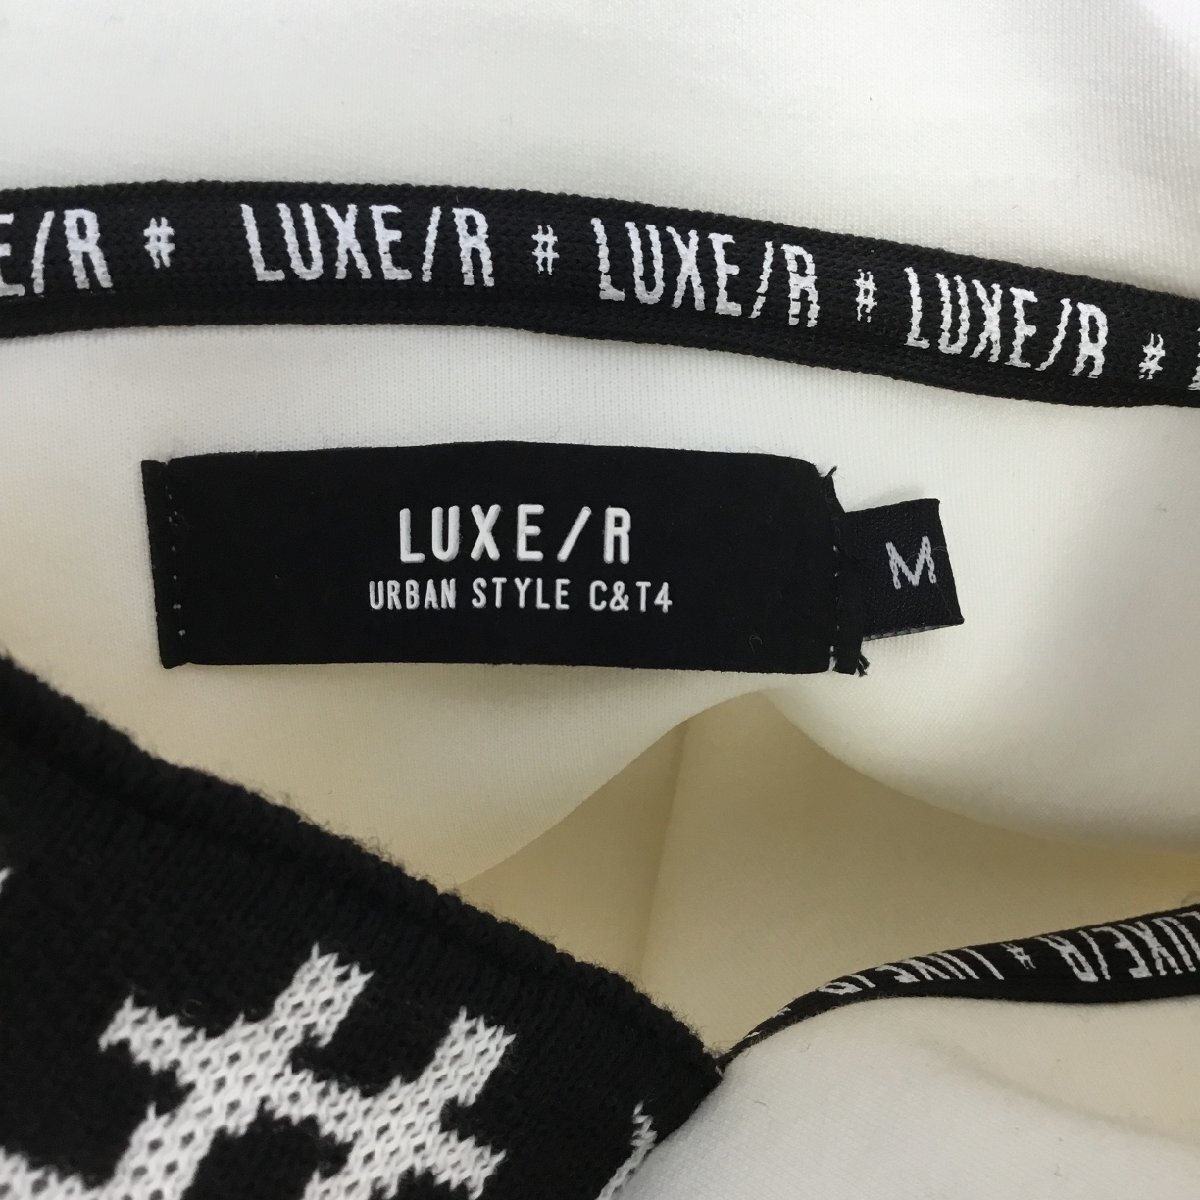 E/R # LUXE/R # LUXE/R # LUXE/R #
LUXE/R
URBAN STYLE C&T4
M
LUXE/R # LUXE/R